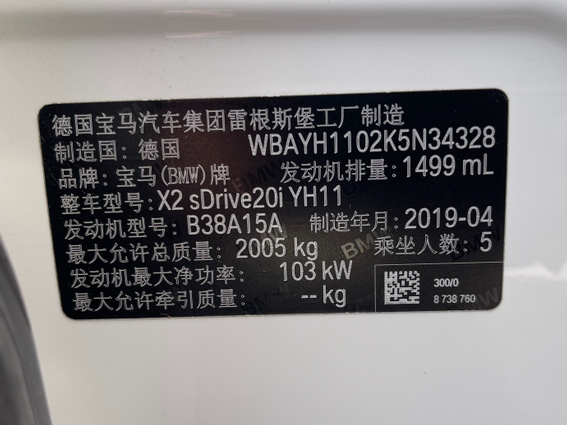 德国宝马汽车集团雷根斯堡工厂制造
制造国：德国 WBAYH1102K5N34328
品牌：宝马(BMW)牌 发动机排量：1499 mL
整车型号：X2 sDrive20i YH11
发动机型号：B38A15A 制造年月：2019-04
最大允许总质量：2005 kg 乘坐人数：5
发动机最大净功率：103 kW
最大允许牵引质量：-- kg
300/0
8 738 760